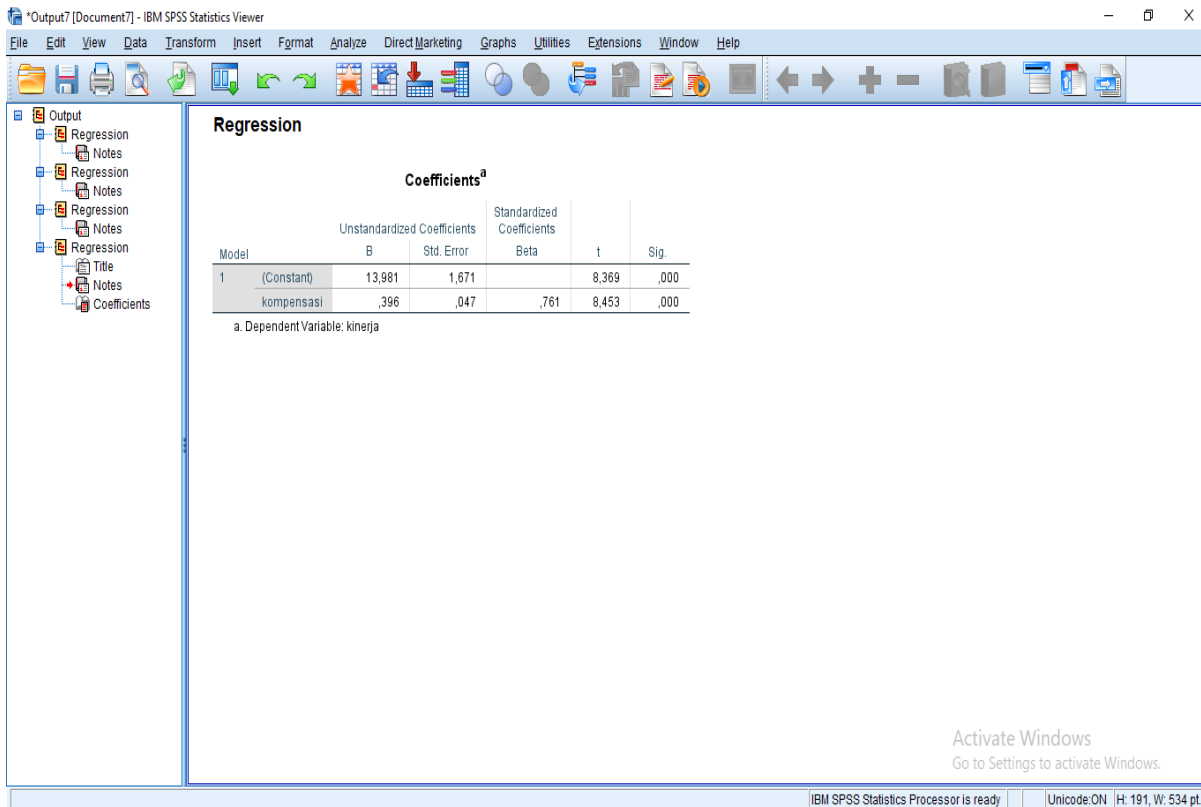 *Output7 [Document7] - IBM SPSS Statistics Viewer
File Edit View Data Transform Insert Format Analyze Direct Marketing Graphs Utilities Extensions Window Help
Output
Regression
Notes
Regression
Notes
Regression
Notes
Regression
Title
Notes
Coefficients
Regression
Coefficientsa
Unstandardized Coefficients Standardized Coefficients
Model B Std. Error Beta t Sig.
1 (Constant) 13,981 1,671 8,369 ,000
kompensasi ,396 ,047 ,761 8,453 ,000
a. Dependent Variable: kinerja
Activate Windows
Go to Settings to activate Windows.
IBM SPSS Statistics Processor is ready Unicode:ON H: 191, W: 534 pt.